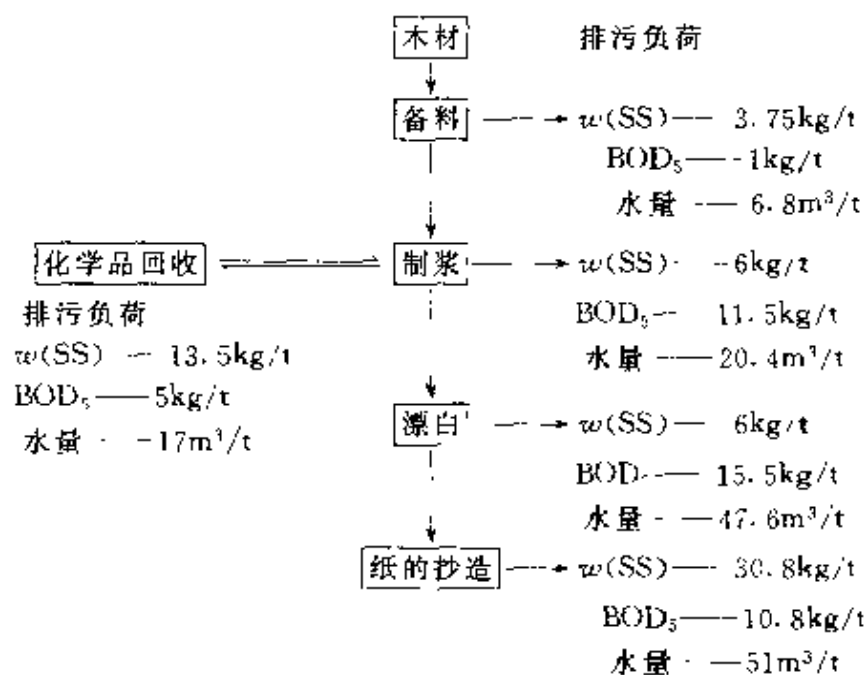 木材 排污负荷
备料 w(SS)—— 3.75kg/t
BOD₅——1kg/t
水量 —— 6.8m³/t
化学品回收 制浆 w(SS)——6kg/t
排污负荷
BOD₅—— 11.5kg/t
w(SS) — 13.5kg/t
水量 ——20.4m³/t
BOD₅——5kg/t
水量 ——17m³/t
漂白 w(SS)—— 6kg/t
BOD—— 15.5kg/t
水量 ——47.6m³/t
纸的抄造 w(SS)—— 30.8kg/t
BOD₅——10.8kg/t
水量 ——51m³/t